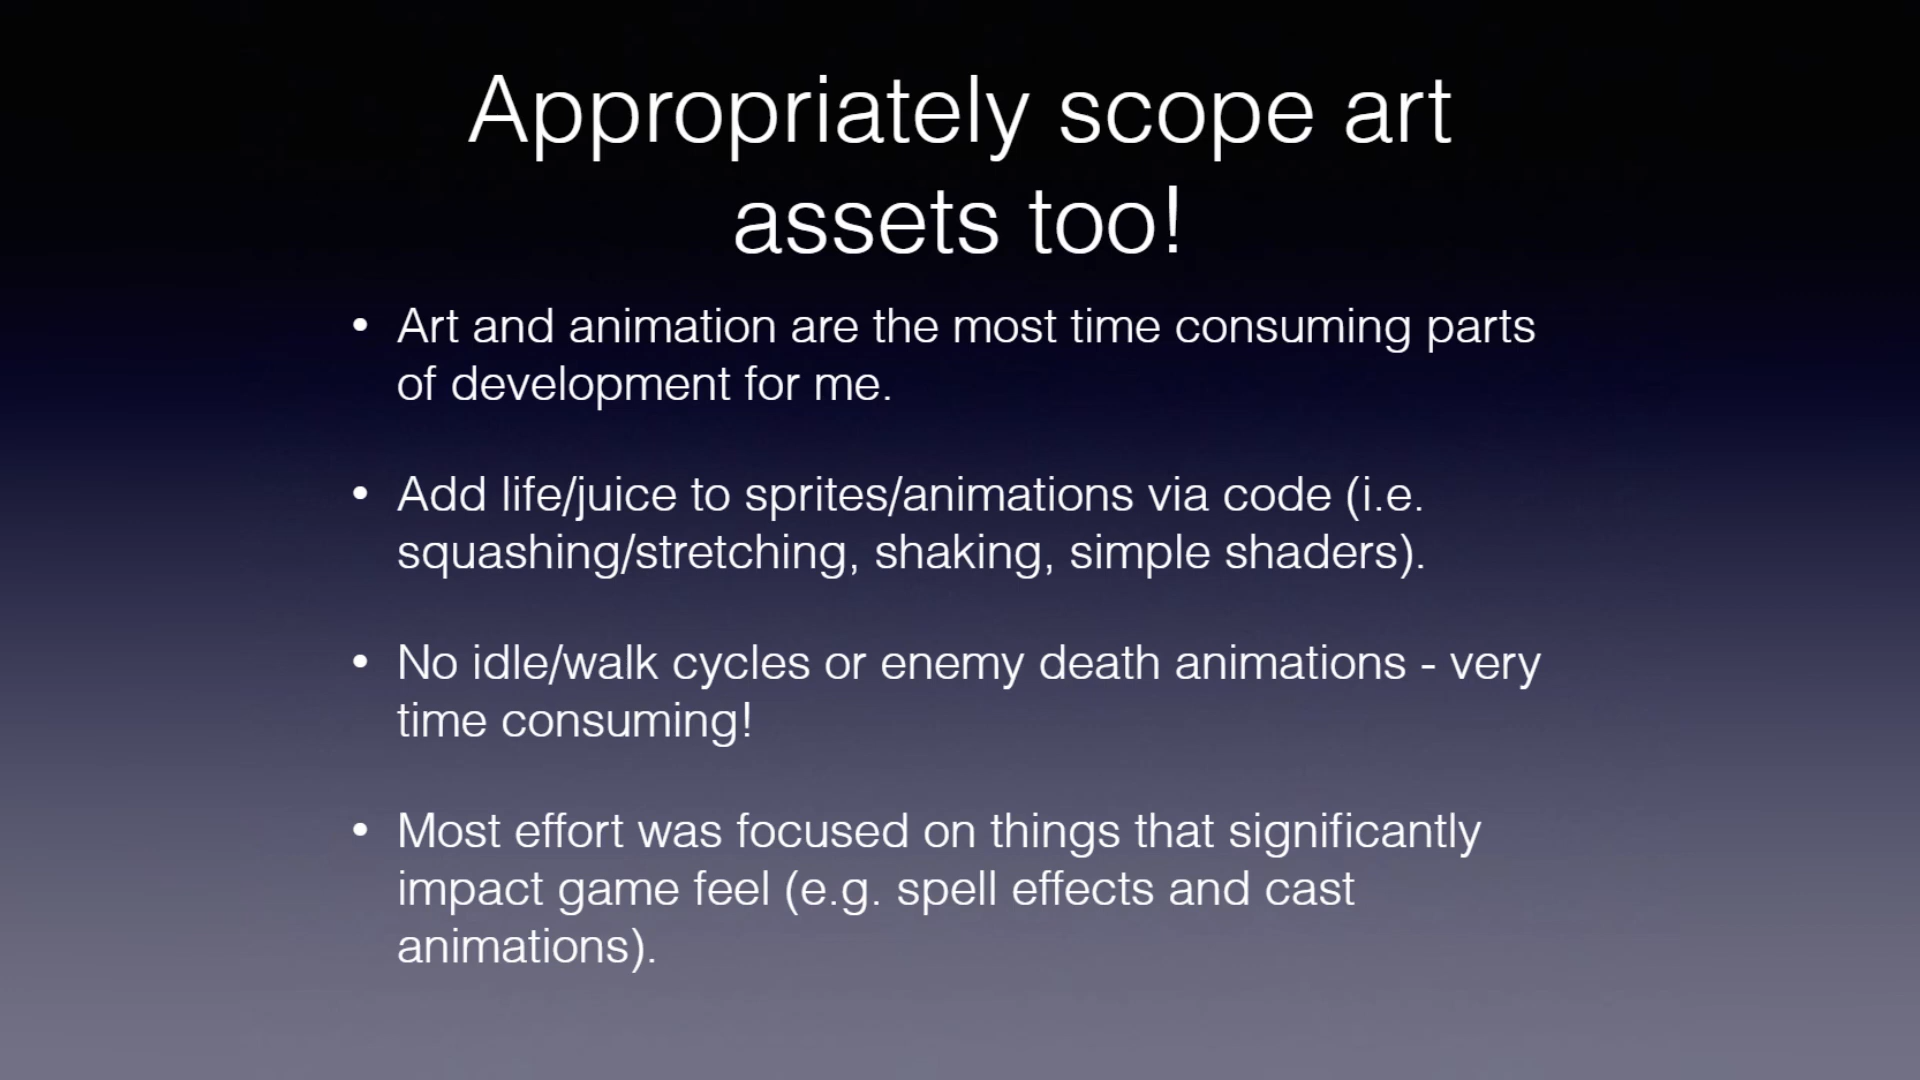 Appropriately scope art
assets too!
• Art and animation are the most time consuming parts
of development for me.
• Add life/juice to sprites/animations via code (i.e.
squashing/stretching, shaking, simple shaders).
• No idle/walk cycles or enemy death animations - very
time consuming!
• Most effort was focused on things that significantly
impact game feel (e.g. spell effects and cast
animations).